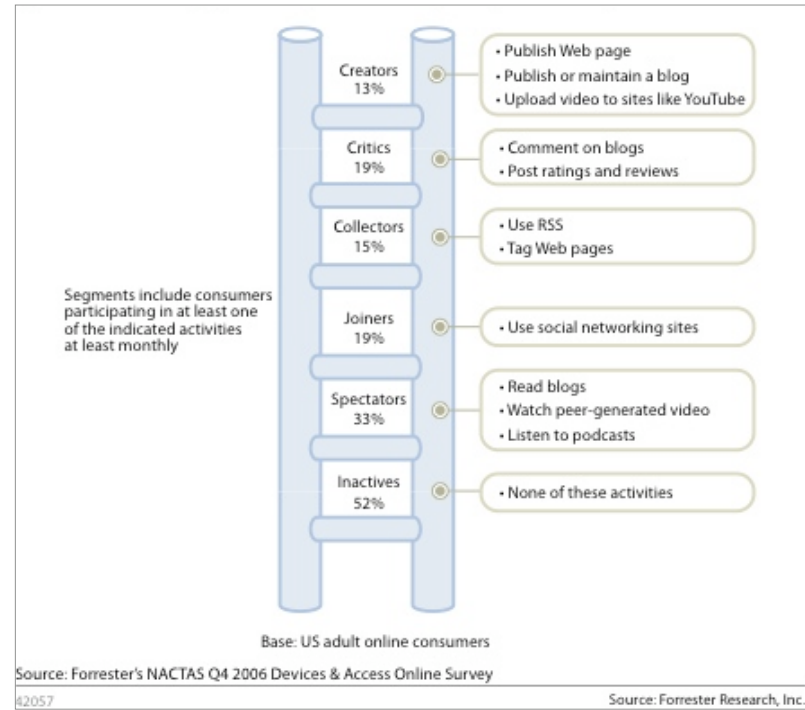 Creators
13%
• Publish Web page
• Publish or maintain a blog
• Upload video to sites like YouTube
Critics
19%
• Comment on blogs
• Post ratings and reviews
Collectors
15%
• Use RSS
• Tag Web pages
Segments include consumers
participating in at least one
of the indicated activities
at least monthly
Joiners
19%
• Use social networking sites
Spectators
33%
• Read blogs
• Watch peer-generated video
• Listen to podcasts
Inactives
52%
• None of these activities
Base: US adult online consumers
Source: Forrester's NACTAS Q4 2006 Devices & Access Online Survey
42057
Source: Forrester Research, Inc.